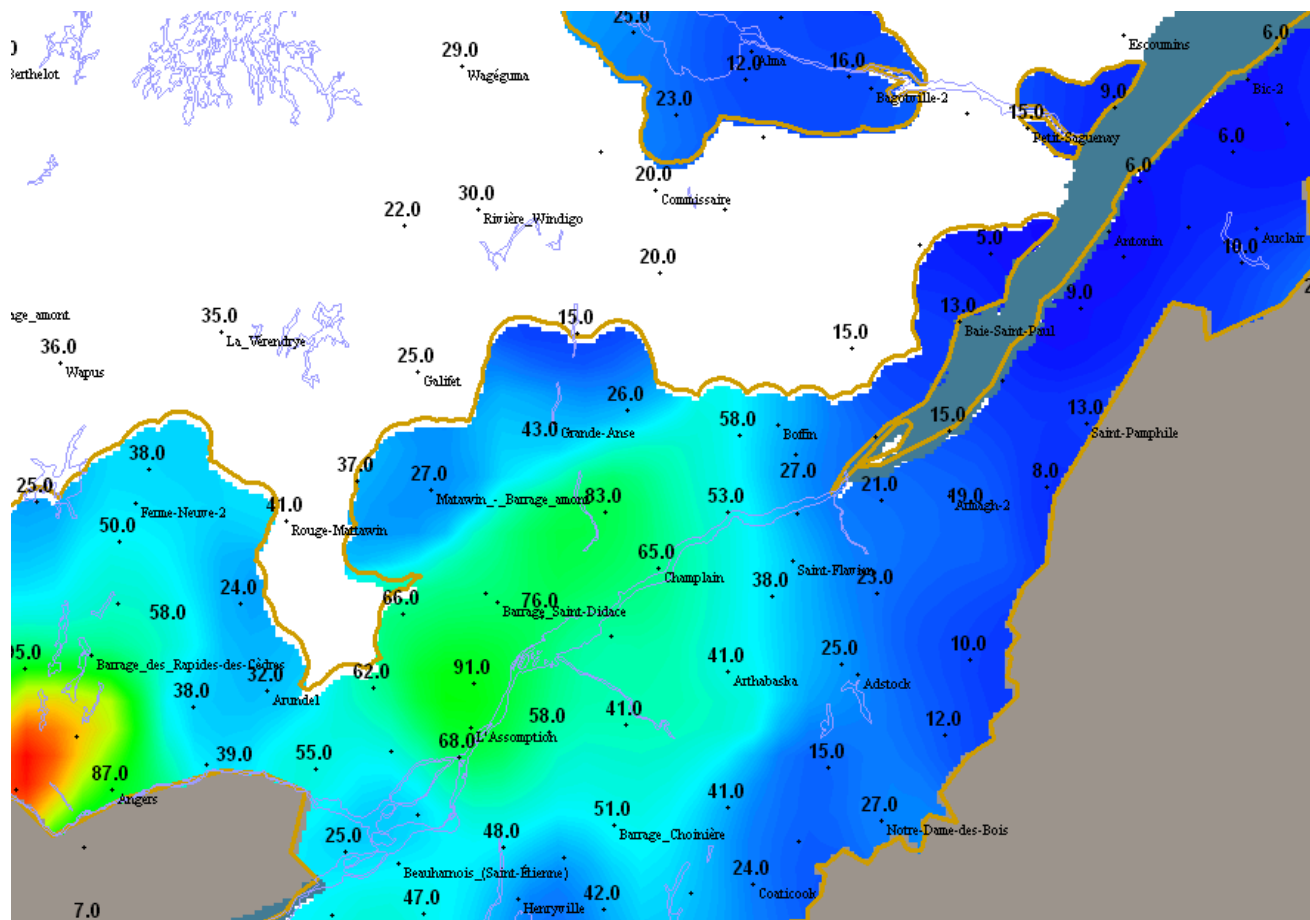 25.0
6.0
Escoumins
0
Berthelot
29.0
Wagéguma
12.0
Alma
16.0
Bagotville-2
Bic-2
23.0
9.0
15.0
Petit-Saguenay
6.0
6.0
20.0
Commissaire
22.0
30.0
Rivière_Windigo
5.0
Antonin
Auclair
10.0
20.0
2
age_amont
35.0
La_Vérendrye
15.0
13.0
Baie-Saint-Paul
9.0
36.0
Wapus
25.0
Galifet
15.0
26.0
43.0
Grande-Anse
58.0
Boffin
15.0
13.0
Saint-Pamphile
38.0
37.0
27.0
Matawin_-_Barrage_amont
27.0
8.0
25.0
Ferme-Neuve-2
41.0
Rouge-Mattawin
83.0
53.0
21.0
49.0
Armagh-2
50.0
65.0
Champlain
Saint-Flavien
38.0
23.0
24.0
58.0
66.0
76.0
Barrage_Saint-Didace
05.0
Barrage_des_Rapides-des-Cèdres
10.0
41.0
Arthabaska
25.0
Adstock
38.0
32.0
Arundel
62.0
91.0
58.0
L'Assomption
41.0
12.0
68.0
39.0
55.0
15.0
87.0
Angers
51.0
Barrage_Choinière
41.0
27.0
Notre-Dame-des-Bois
25.0
48.0
Beauharnois_(Saint-Étienne)
24.0
Coaticook
47.0
Henryville
42.0
7.0